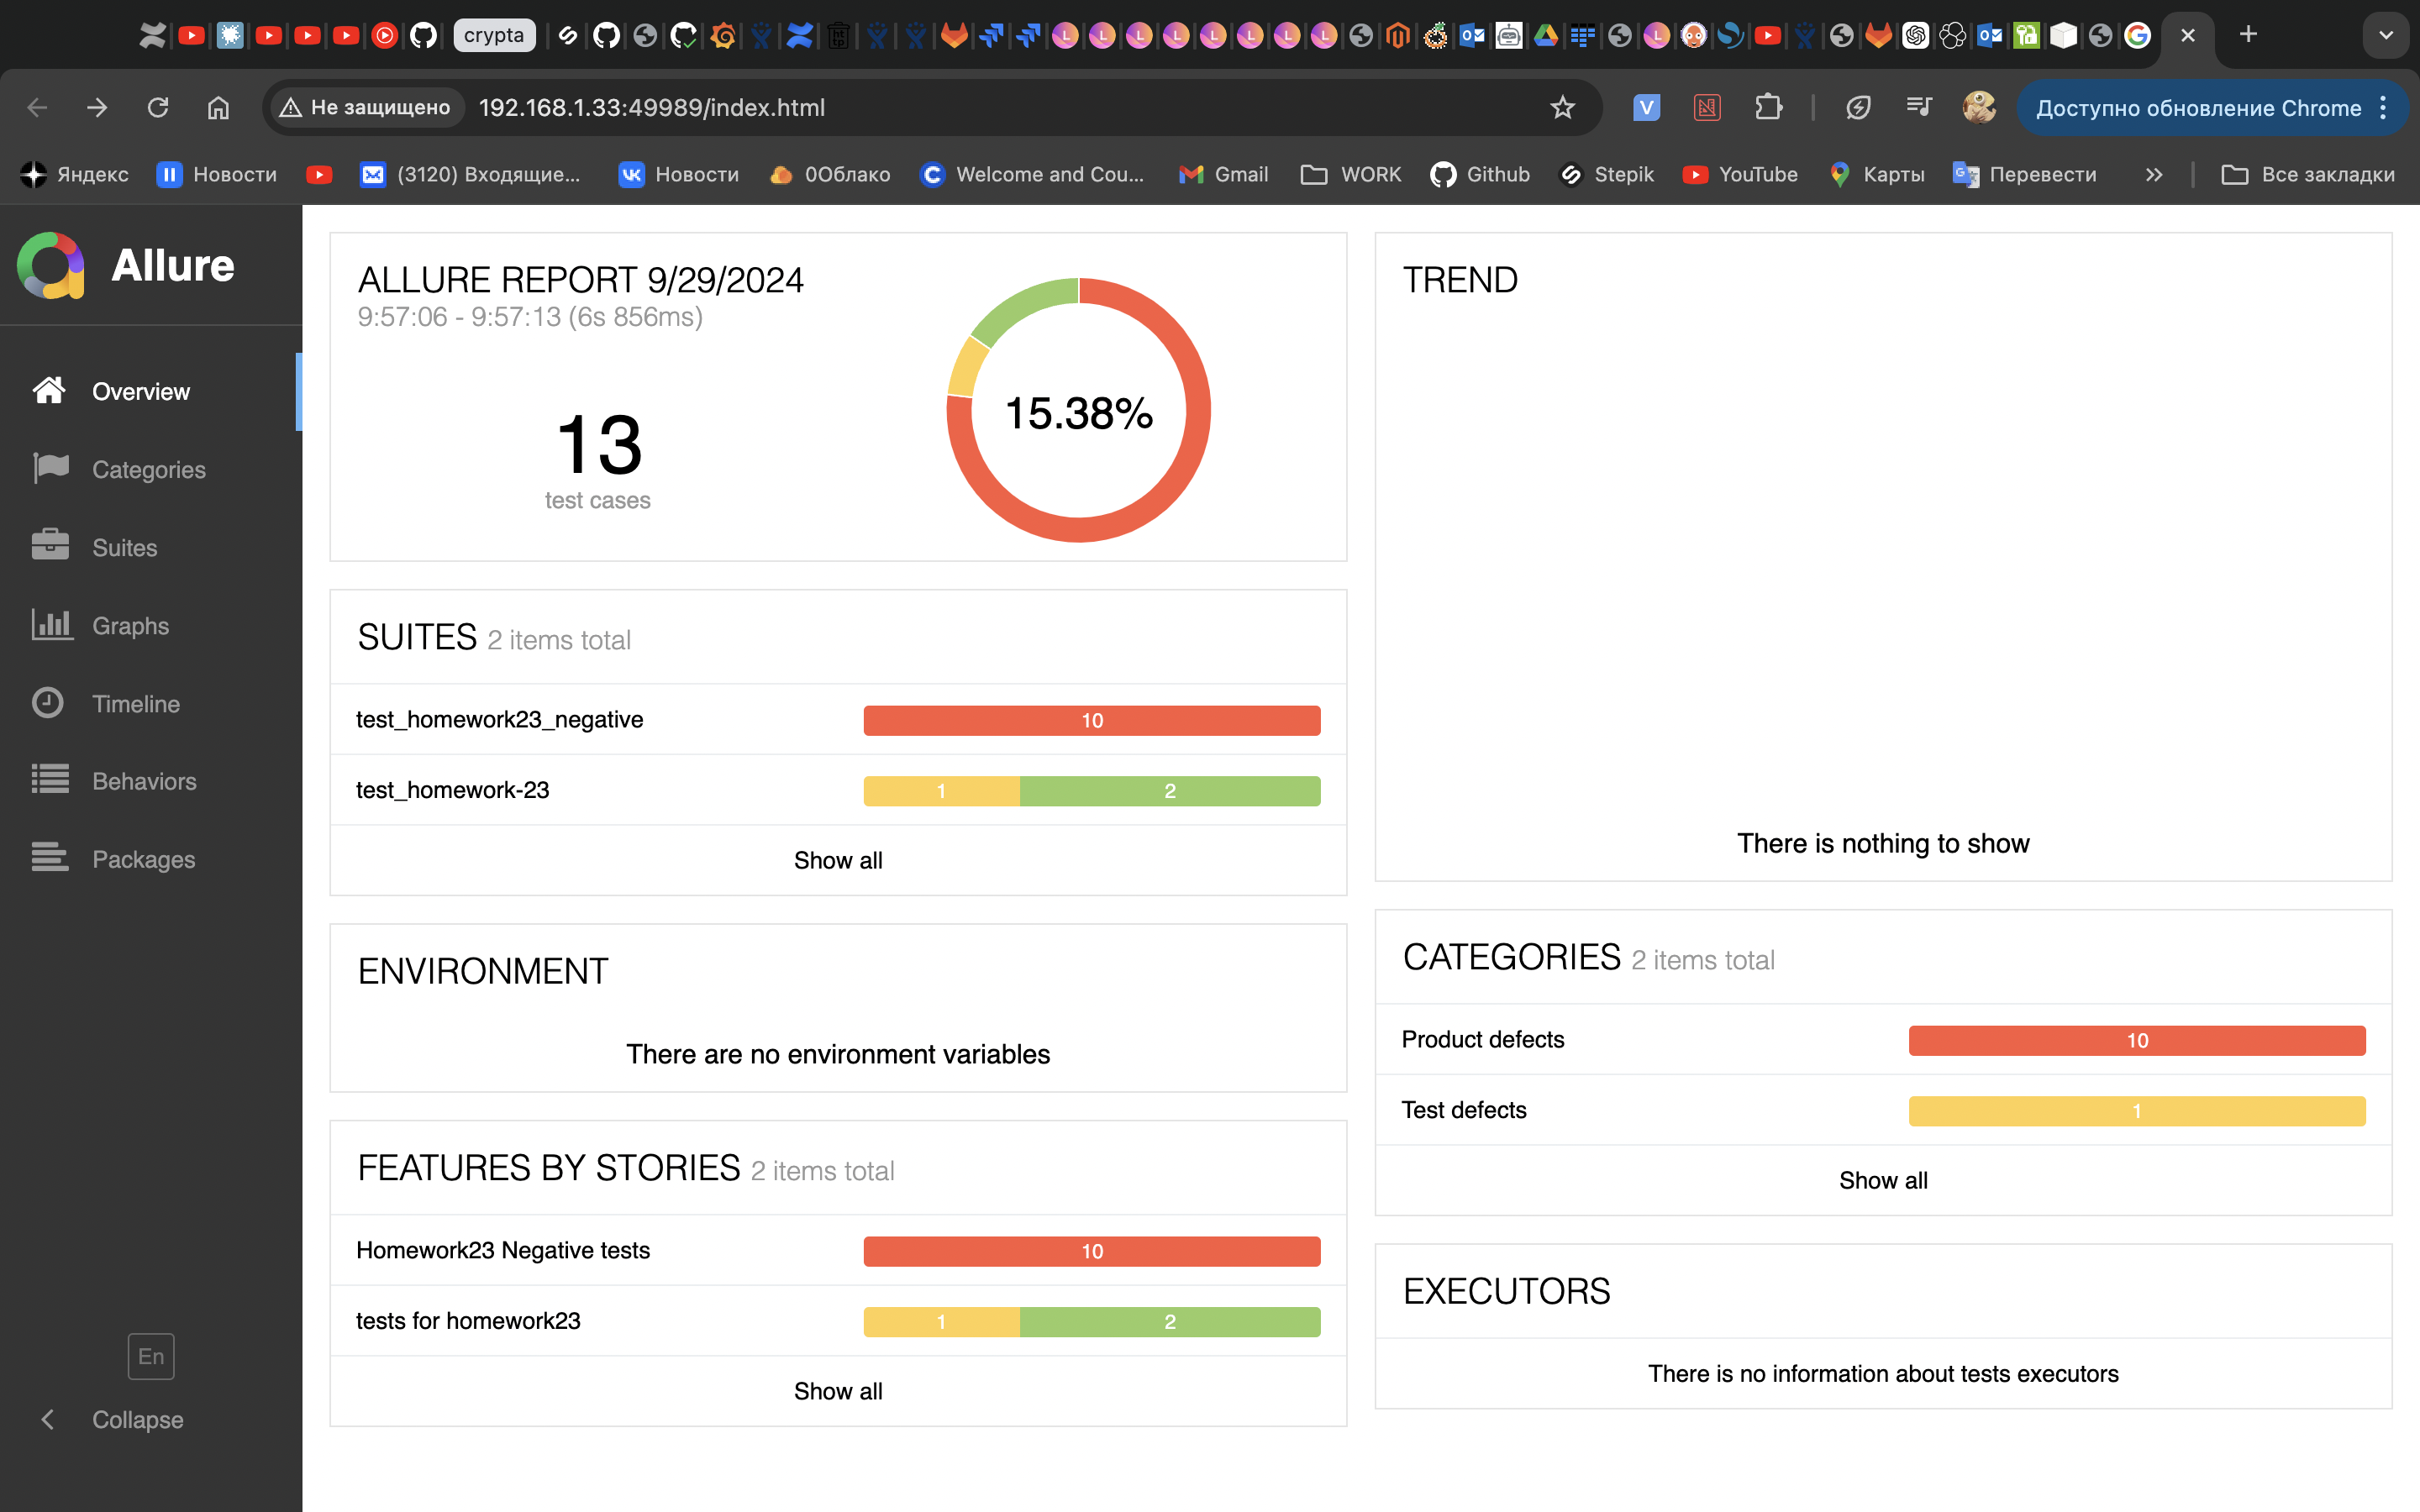 crypta
Не защищено 192.168.1.33:49989/index.html Доступно обновление Chrome
Яндекс Новости (3120) Входящие... Новости 0Облако Welcome and Cou... Gmail WORK Github Stepik YouTube Карты Перевести Все закладки
Allure
Overview
Categories
Suites
Graphs
Timeline
Behaviors
Packages
En
Collapse
ALLURE REPORT 9/29/2024
9:57:06 - 9:57:13 (6s 856ms)
13
test cases
15.38%
SUITES 2 items total
test_homework23_negative 10
test_homework-23 1 2
Show all
ENVIRONMENT
There are no environment variables
FEATURES BY STORIES 2 items total
Homework23 Negative tests 10
tests for homework23 1 2
Show all
TREND
There is nothing to show
CATEGORIES 2 items total
Product defects 10
Test defects 1
Show all
EXECUTORS
There is no information about tests executors